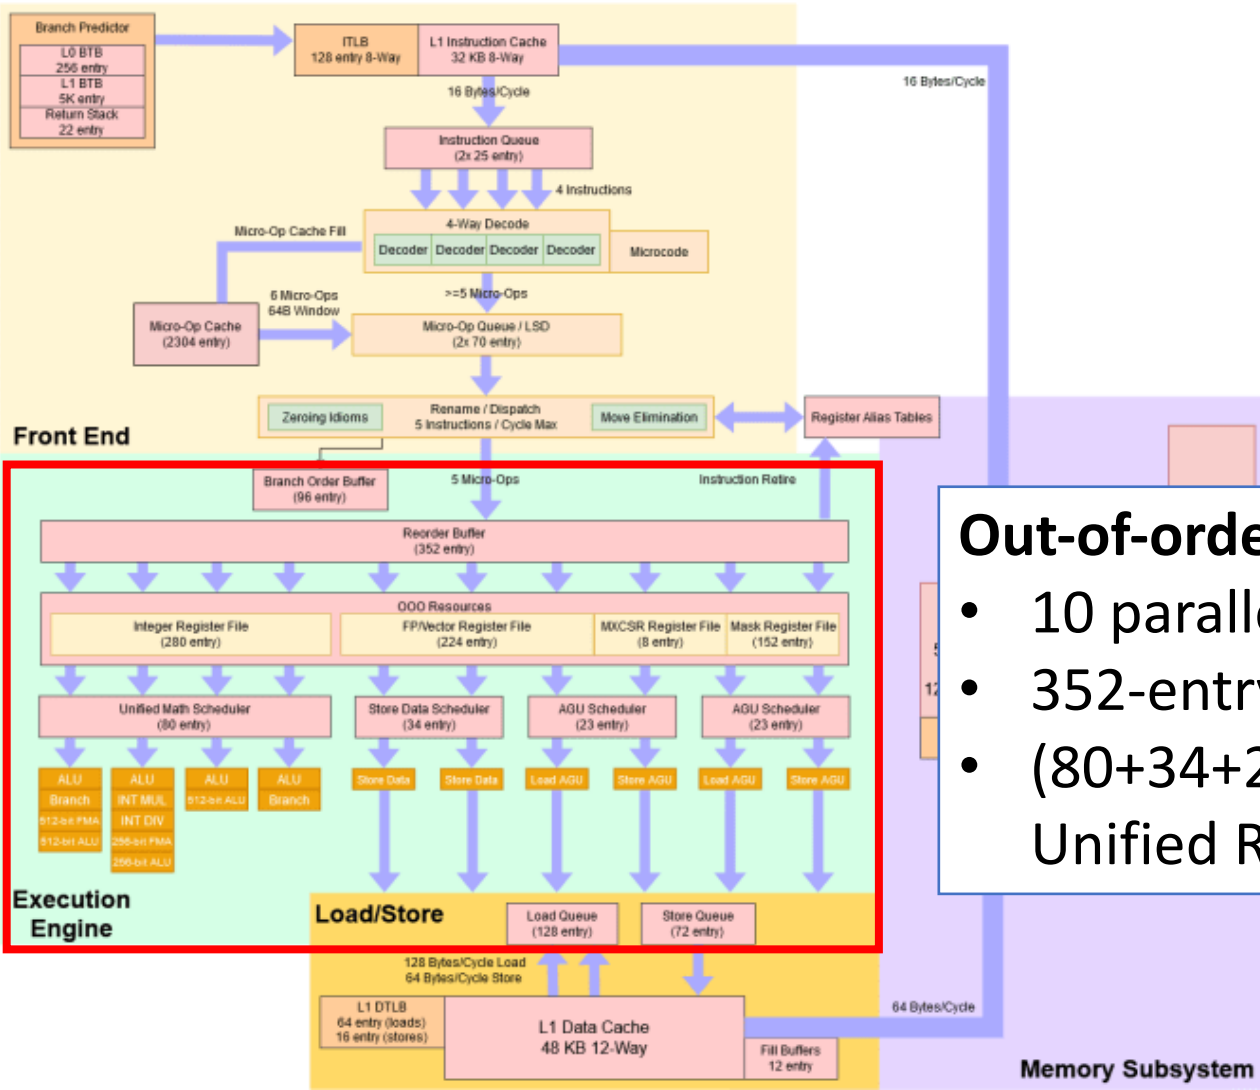 Branch Predictor
L0 BTB
256 entry
L1 BTB
5K entry
Return Stack
22 entry
ITLB
128 entry 8-Way
L1 Instruction Cache
32 KB 8-Way
16 Bytes/Cycle
16 Bytes/Cycle
Instruction Queue
(2x 25 entry)
4 Instructions
4-Way Decode
Decoder Decoder Decoder Decoder
Microcode
Micro-Op Cache Fill
6 Micro-Ops
64B Window
>=5 Micro-Ops
Micro-Op Cache
(2304 entry)
Micro-Op Queue / LSD
(2x 70 entry)
Zeroing Idioms
Rename / Dispatch
5 Instructions / Cycle Max
Move Elimination
Register Alias Tables
Front End
Branch Order Buffer
(96 entry)
5 Micro-Ops
Instruction Retire
Reorder Buffer
(352 entry)
OOO Resources
Integer Register File
(280 entry)
FP/Vector Register File
(224 entry)
MXCSR Register File
(8 entry)
Mask Register File
(152 entry)
Unified Math Scheduler
(80 entry)
Store Data Scheduler
(34 entry)
AGU Scheduler
(23 entry)
AGU Scheduler
(23 entry)
ALU
Branch
512-bit FMA
512-bit ALU
ALU
INT MUL
INT DIV
256-bit FMA
256-bit ALU
ALU
512-bit ALU
ALU
Branch
Store Data
Store Data
Load AGU
Store AGU
Load AGU
Store AGU
Execution
Engine
Load/Store
Load Queue
(128 entry)
Store Queue
(72 entry)
128 Bytes/Cycle Load
64 Bytes/Cycle Store
L1 DTLB
64 entry (loads)
16 entry (stores)
L1 Data Cache
48 KB 12-Way
Fill Buffers
12 entry
64 Bytes/Cycle
Memory Subsystem
12
Out-of-orde
• 10 paralle
• 352-entry
• (80+34+2
Unified R